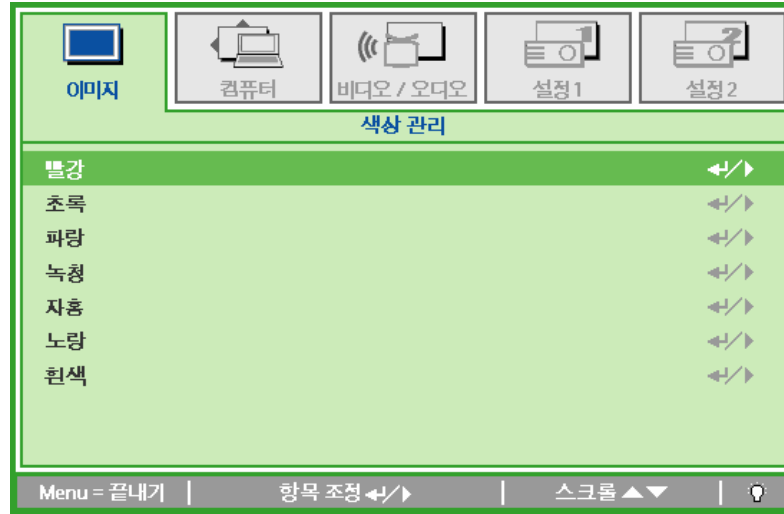 이미지 컴퓨터 비디오 / 오디오 설정 1 설정 2
색상 관리
빨강
초록
파랑
녹청
자홍
노랑
흰색
Menu = 끝내기 항목 조정 스크롤